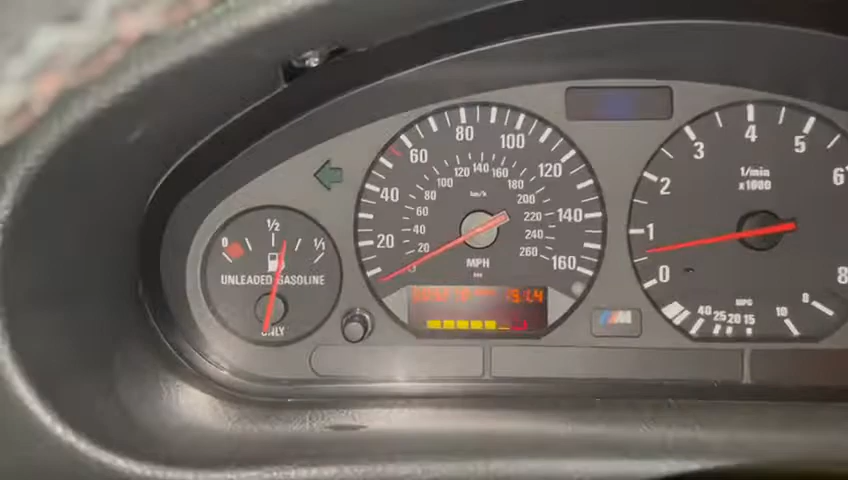 0 1/2 1/1
UNLEADED GASOLINE
ONLY
20 40 60 80 100 120 140 160
20 40 60 80 100 120 140 160 180 200 220 240 260
km/h
MPH
0 1 2 3 4 5 6
1/min
x1000
8
MPG
40 25 20 15 10 8
M